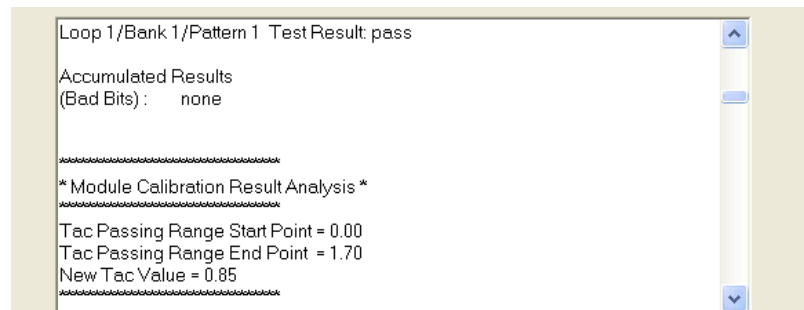 Loop 1/Bank 1/Pattern 1 Test Result: pass
Accumulated Results
(Bad Bits) : none
***********************************
* Module Calibration Result Analysis *
***********************************
Tac Passing Range Start Point = 0.00
Tac Passing Range End Point = 1.70
New Tac Value = 0.85
***********************************